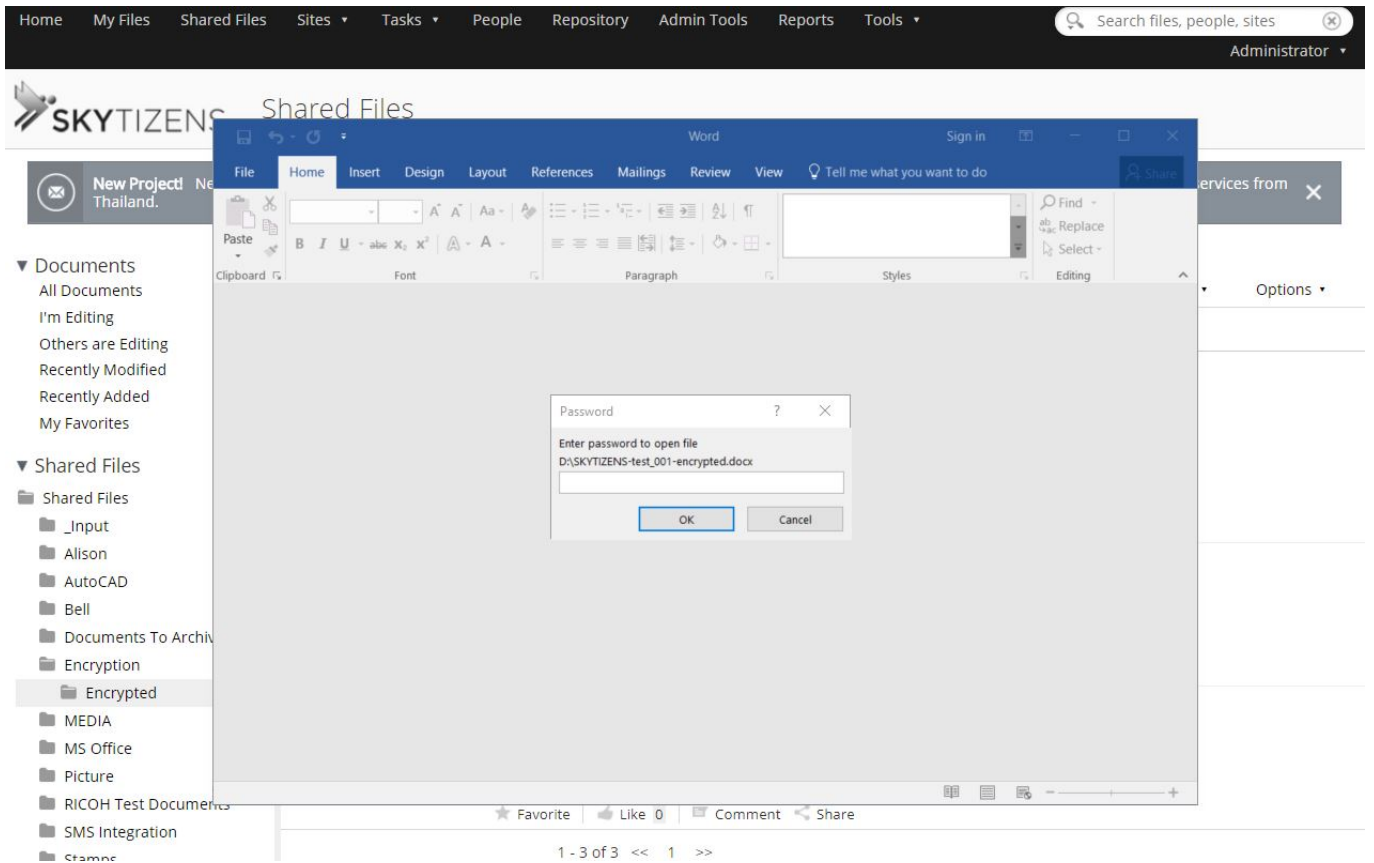 Home My Files Shared Files Sites Tasks People Repository Admin Tools Reports Tools Search files, people, sites
Administrator
SKYTIZENS Shared Files
Word Sign in
File Home Insert Design Layout References Mailings Review View Tell me what you want to do Share
New Project! ervices from
Thailand.
Find
Replace
Select
Paste
Clipboard Font Paragraph Styles Editing
Documents
All Documents
Options
I'm Editing
Others are Editing
Recently Modified
Recently Added
My Favorites
Password ?
Enter password to open file
D:\SKYTIZENS-test_001-encrypted.docx
OK Cancel
Shared Files
Shared Files
_Input
Alison
AutoCAD
Bell
Documents To Archiv
Encryption
Encrypted
MEDIA
MS Office
Picture
RICOH Test Documents
SMS Integration
Stamps
Favorite Like 0 Comment Share
1 - 3 of 3 << 1 >>